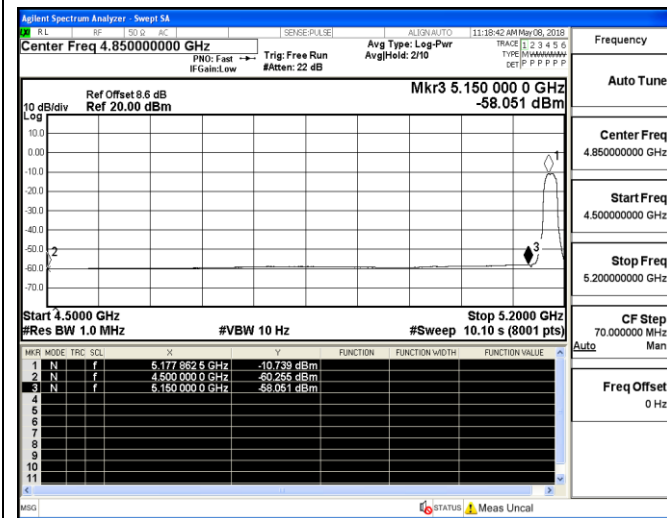 Agilent Spectrum Analyzer - Swept SA
RL RF 50 Ω AC SENSE:PULSE ALIGN AUTO 11:18:42 AM May 08, 2018
Center Freq 4.850000000 GHz
PNO: Fast
IFGain:Low
Trig: Free Run
#Atten: 22 dB
Avg Type: Log-Pwr
Avg|Hold: 2/10
TRACE 1 2 3 4 5 6
TYPE MWWWWW
DET P P P P P P
Ref Offset 8.6 dB
Ref 20.00 dBm
10 dB/div
Log
Mkr3 5.150 000 0 GHz
-58.051 dBm
10.0
0.00
-10.0
-20.0
-30.0
-40.0
-50.0
-60.0
-70.0
1
2
3
Start 4.5000 GHz Stop 5.2000 GHz
#Res BW 1.0 MHz #VBW 10 Hz #Sweep 10.10 s (8001 pts)
MKR MODE TRC SCL X Y FUNCTION FUNCTION WIDTH FUNCTION VALUE
1 N f 5.177 862 5 GHz -10.739 dBm
2 N f 4.500 000 0 GHz -60.255 dBm
3 N f 5.150 000 0 GHz -58.051 dBm
4
5
6
7
8
9
10
11
MSG STATUS Meas Uncal
Frequency
Auto Tune
Center Freq
4.850000000 GHz
Start Freq
4.500000000 GHz
Stop Freq
5.200000000 GHz
CF Step
70.000000 MHz
Auto Man
Freq Offset
0 Hz